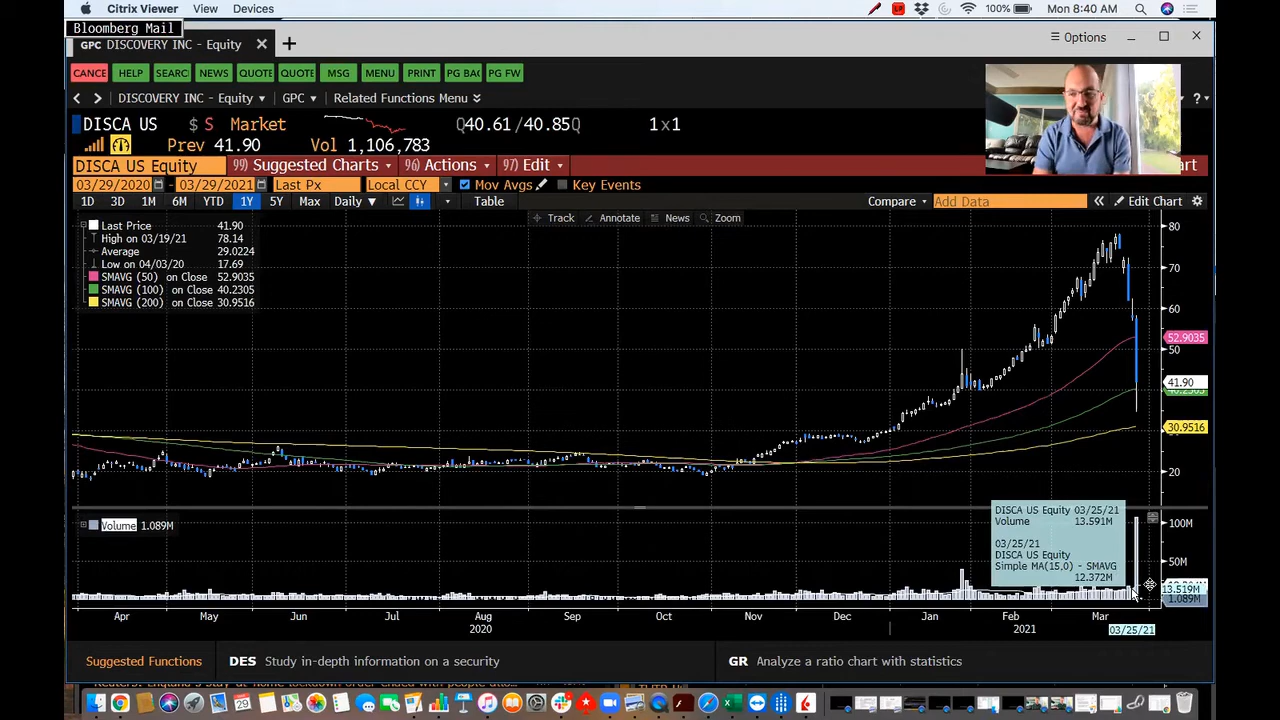 Citrix Viewer View Devices 100% Mon 8:40 AM
Bloomberg Mail
GPC DISCOVERY INC - Equity
Options
CANCE HELP SEARC NEWS QUOTE QUOTE MSG MENU PRINT PG BAC PG FW
DISCOVERY INC - Equity GPC Related Functions Menu ?
DISCA US $ S Market Q40.61/40.85Q 1x1
Prev 41.90 Vol 1,106,783
DISCA US Equity 99) Suggested Charts 96) Actions 97) Edit
03/29/2020 - 03/29/2021 Last Px Local CCY Mov Avgs Key Events
1D 3D 1M 6M YTD 1Y 5Y Max Daily ▼ Table Compare Add Data « Edit Chart
Track Annotate News Zoom
Last Price 41.90
High on 03/19/21 78.14
Average 29.0224
Low on 04/03/20 17.69
SMAVG (50) on Close 52.9035
SMAVG (100) on Close 40.2305
SMAVG (200) on Close 30.9516
80
70
60
52.9035
50
41.90
30.9516
20
DISCA US Equity 03/25/21
Volume 13.591M
03/25/21
DISCA US Equity
Simple MA(15,0) - SMAVG
12.372M
Volume 1.089M
100M
50M
13.519M
1.089M
Apr May Jun Jul Aug Sep Oct Nov Dec Jan Feb Mar
2020 2021 03/25/21
Suggested Functions DES Study in-depth information on a security GR Analyze a ratio chart with statistics